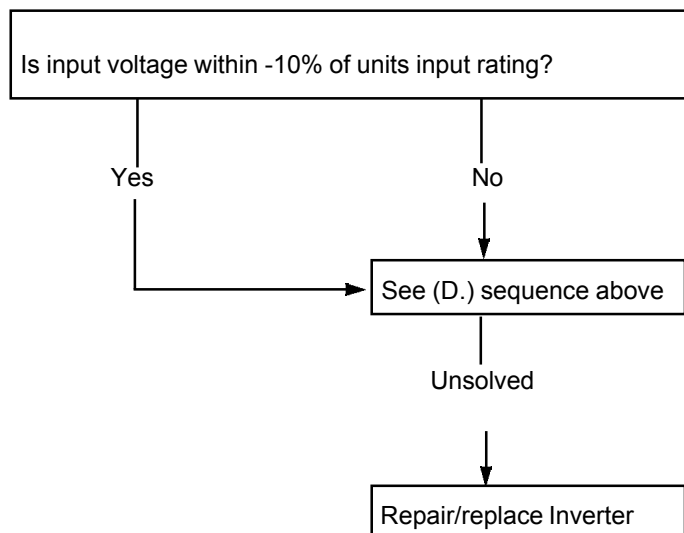 Is input voltage within -10% of units input rating?
Yes
No
See (D.) sequence above
Unsolved
Repair/replace Inverter